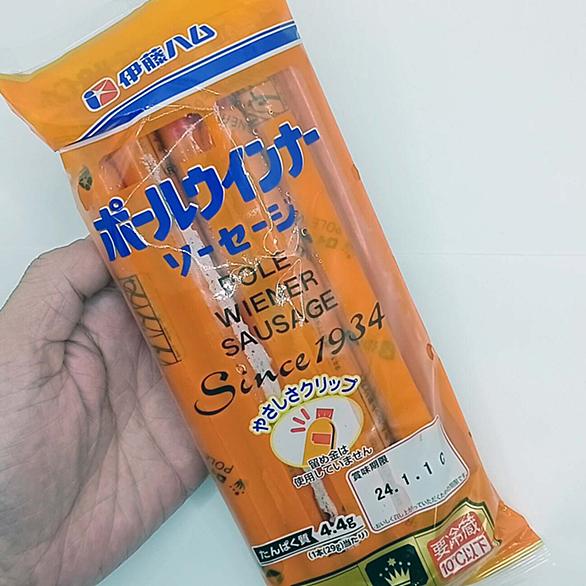 伊藤ハム
ポールウインナー
ソーセージ
POLE
WIENER
SAUSAGE
Since 1934
やさしさクリップ
留め金は
使用していません
賞味期限
24.1.10
たんぱく質 4.4g
(1本(29g)当たり)
要冷蔵
10℃以下